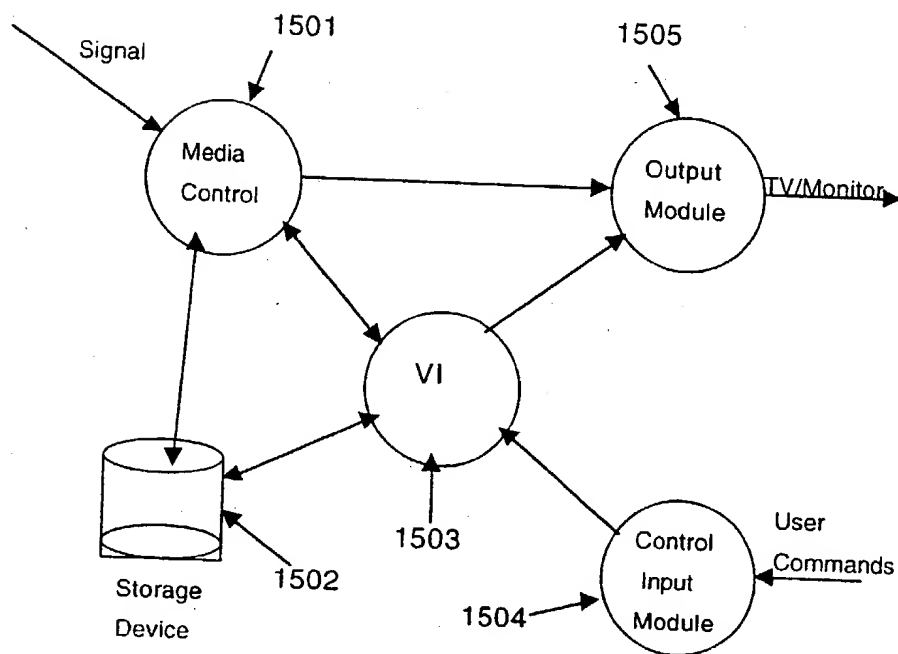 1501
1505
Signal
Media
Control
Output
Module
TV/Monitor
VI
1503
1502
Storage
Device
User
Commands
Control
Input
Module
1504